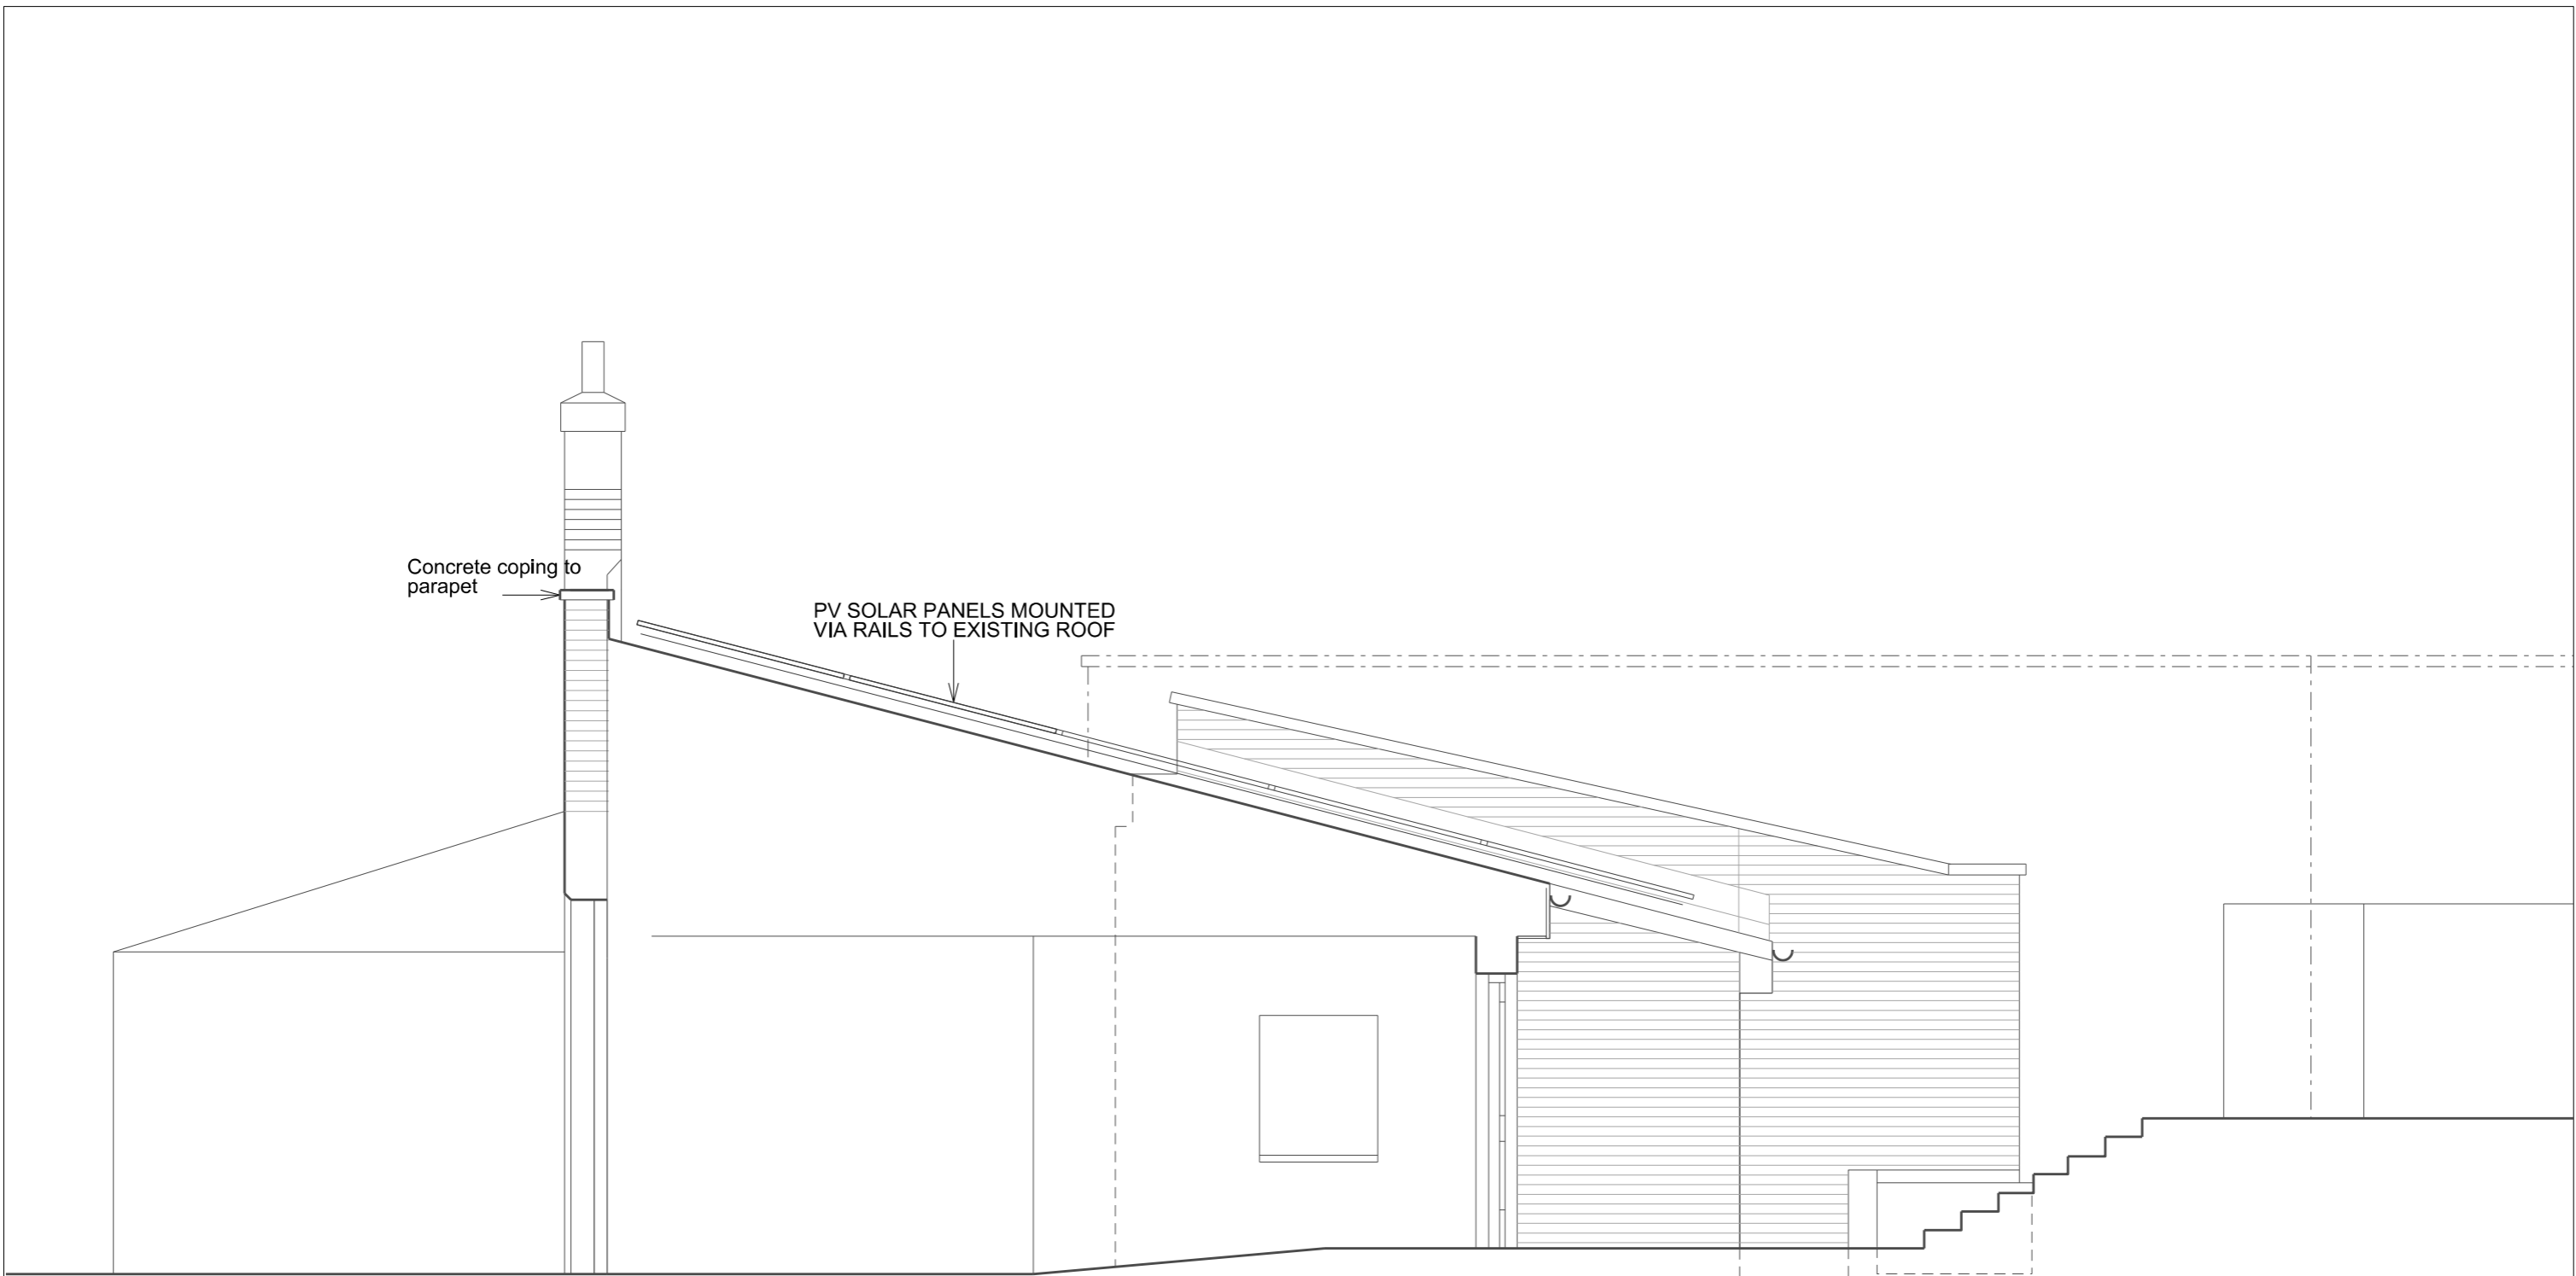 Concrete coping to
parapet
PV SOLAR PANELS MOUNTED
VIA RAILS TO EXISTING ROOF